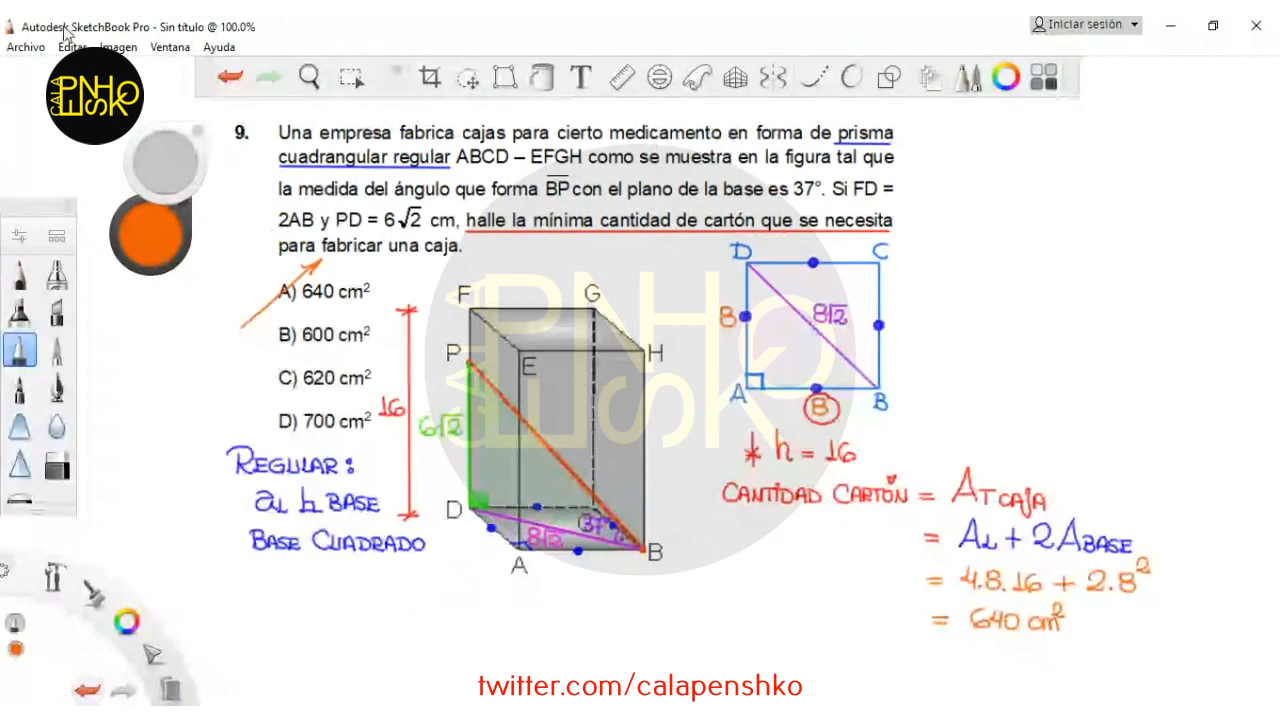 Autodesk SketchBook Pro - Sin título @ 100.0%
Iniciar sesión
Archivo Editar Imagen Ventana Ayuda
CALA PENHO ESK
9. Una empresa fabrica cajas para cierto medicamento en forma de prisma
cuadrangular regular ABCD – EFGH como se muestra en la figura tal que
la medida del ángulo que forma B̅P̅ con el plano de la base es 37°. Si FD =
2AB y PD = 6√2 cm, halle la mínima cantidad de cartón que se necesita
para fabricar una caja.
A) 640 cm²
B) 600 cm²
C) 620 cm²
D) 700 cm²
16
REGULAR:
aL ⊥ BASE
BASE CUADRADO
F G
P E H
6√2
D 37°
8√2 B
A
D C
8 8√2
A B
8
* h = 16
CANTIDAD CARTÓN = AT CAJA
= AL + 2ABASE
= 4.8.16 + 2.8²
= 640 cm²
twitter.com/calapenshko